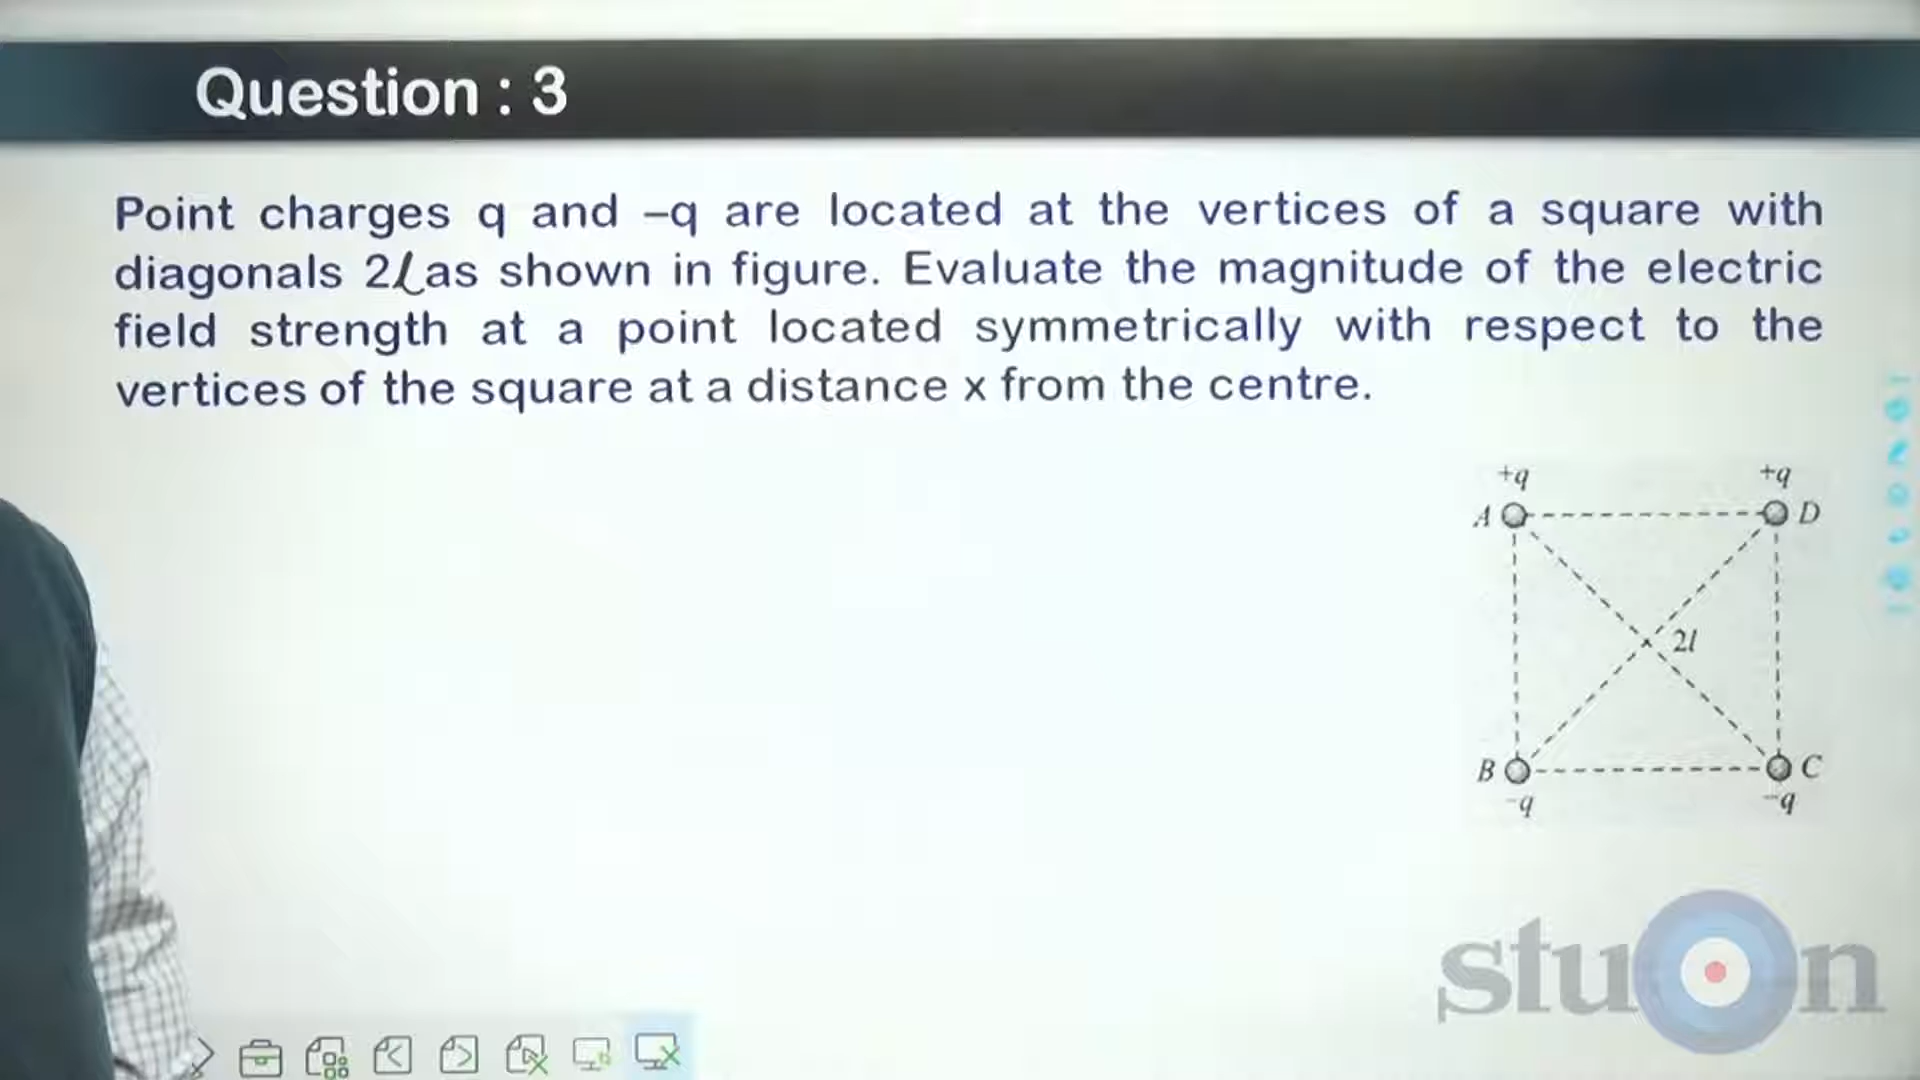 Question : 3
Point charges q and –q are located at the vertices of a square with
diagonals 2ℓ as shown in figure. Evaluate the magnitude of the electric
field strength at a point located symmetrically with respect to the
vertices of the square at a distance x from the centre.
+q +q
A D
2l
B C
-q -q
stuon